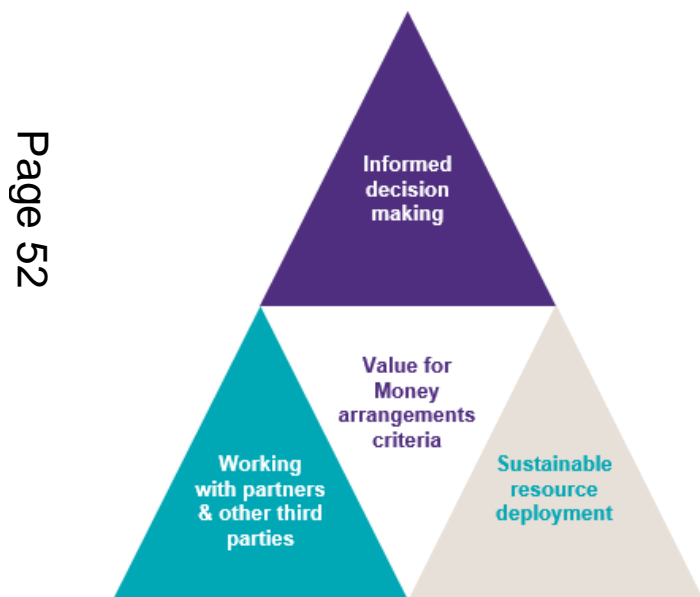 Page 52
Informed
decision
making
Value for
Money
arrangements
criteria
Working
with partners
& other third
parties
Sustainable
resource
deployment